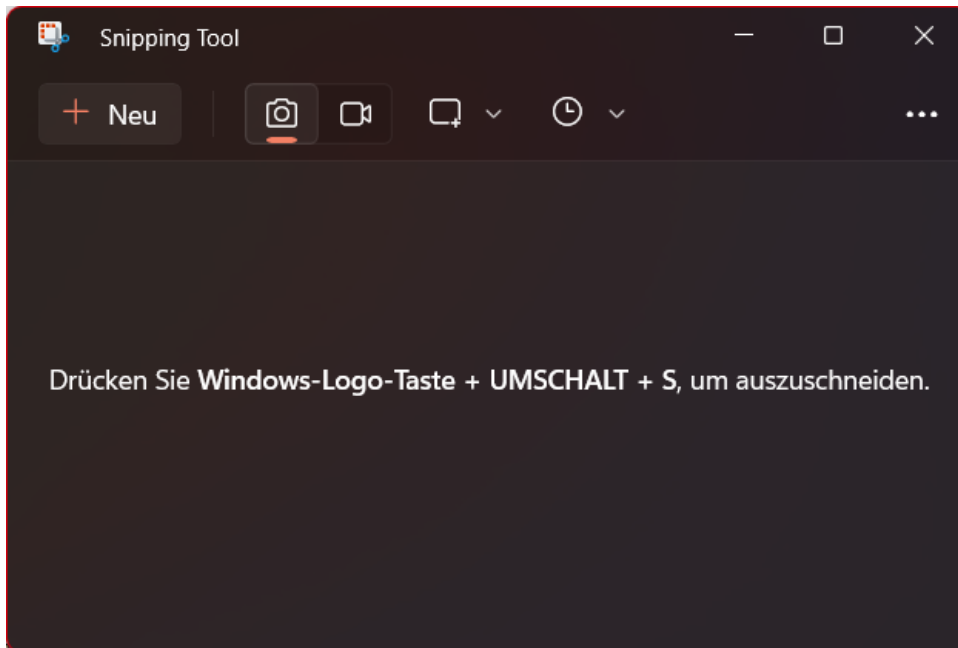 Snipping Tool
Neu
Drücken Sie Windows-Logo-Taste + UMSCHALT + S, um auszuschneiden.